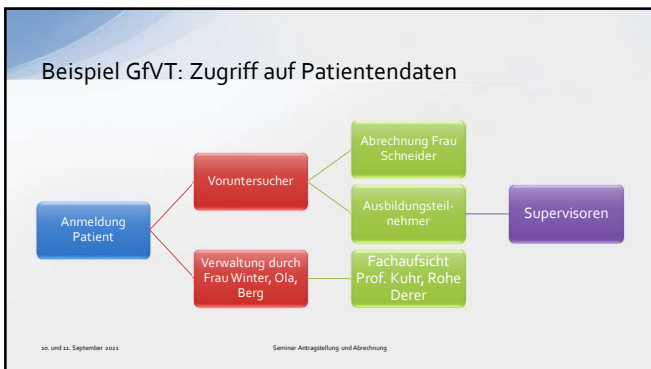 Beispiel GfVT: Zugriff auf Patientendaten
Anmeldung
Patient
Voruntersucher
Abrechnung Frau
Schneider
Ausbildungsteil-
nehmer
Supervisoren
Verwaltung durch
Frau Winter, Ola,
Berg
Fachaufsicht
Prof. Kuhr, Rohe
Derer
10. und 11. September 2021
Seminar Antragstellung und Abrechnung